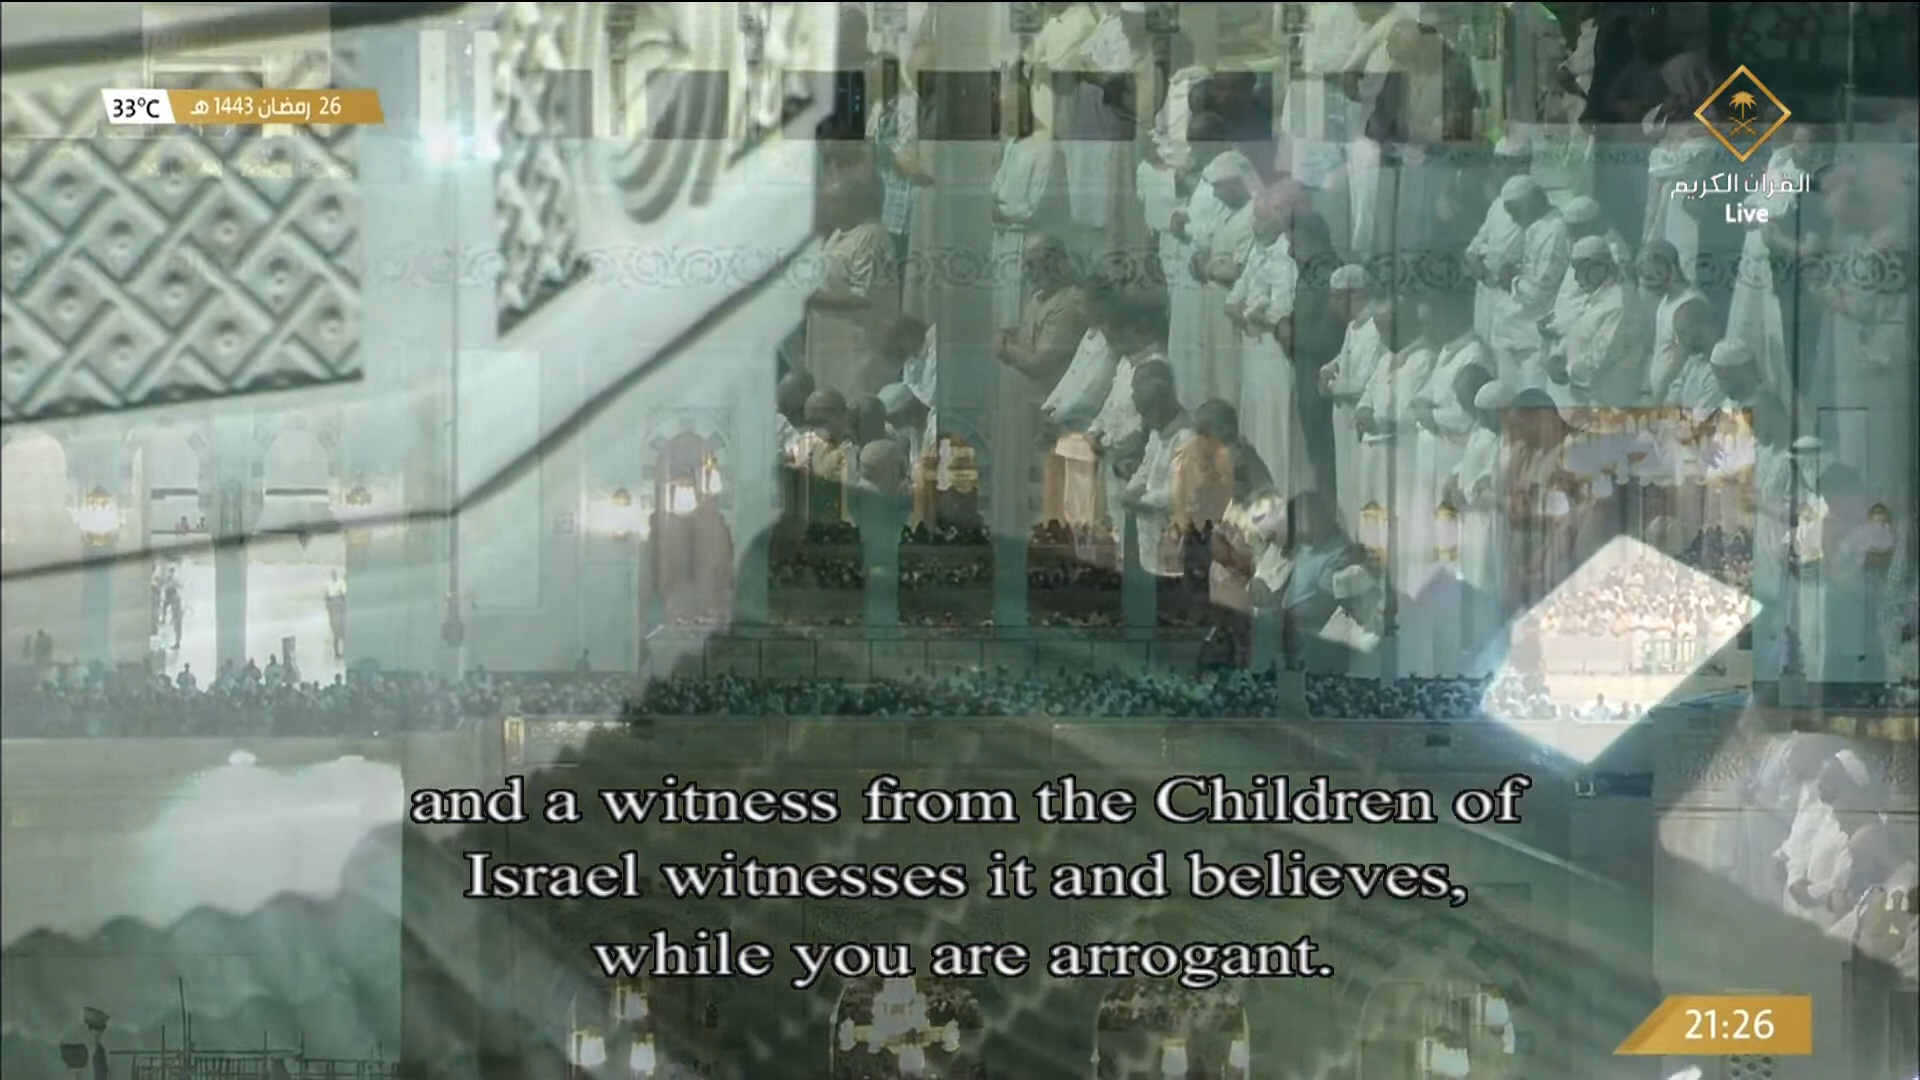 33°C
26 رمضان 1443 هـ
القرآن الكريم
Live
and a witness from the Children of
Israel witnesses it and believes,
while you are arrogant.
21:26